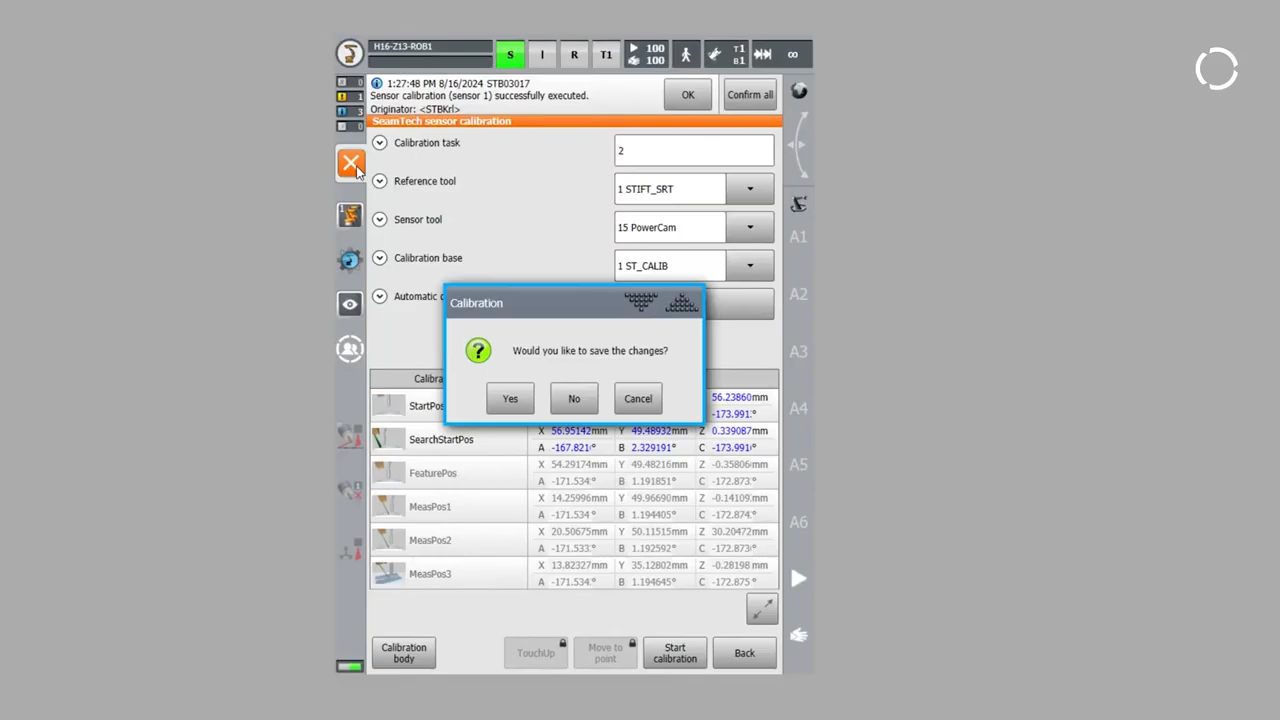 H16-Z13-ROB1
S I R T1 100 100 T1 B1 ∞
0
1
3
0
1:27:48 PM 8/16/2024 STB03017
Sensor calibration (sensor 1) successfully executed.
Originator: <STBKrl>
OK
Confirm all
SeamTech sensor calibration
Calibration task
2
Reference tool
1 STIFT_SRT
Sensor tool
15 PowerCam
Calibration base
1 ST_CALIB
Automatic
1
Calibration
Would you like to save the changes?
Yes No Cancel
StartPos
56.23860mm
-173.991°
SearchStartPos
X 56.95142mm Y 49.48932mm Z 0.339087mm
A -167.821° B 2.329191° C -173.991°
FeaturePos
X 54.29174mm Y 49.48216mm Z -0.35806mm
A -171.534° B 1.191851° C -172.873°
MeasPos1
X 14.25996mm Y 49.96690mm Z -0.14109mm
A -171.534° B 1.194405° C -172.874°
MeasPos2
X 20.50675mm Y 50.11515mm Z 30.20472mm
A -171.533° B 1.192592° C -172.873°
MeasPos3
X 13.82327mm Y 35.12802mm Z -0.28198mm
A -171.534° B 1.194645° C -172.875°
Calibration body
TouchUp
Move to point
Start calibration
Back
A1
A2
A3
A4
A5
A6